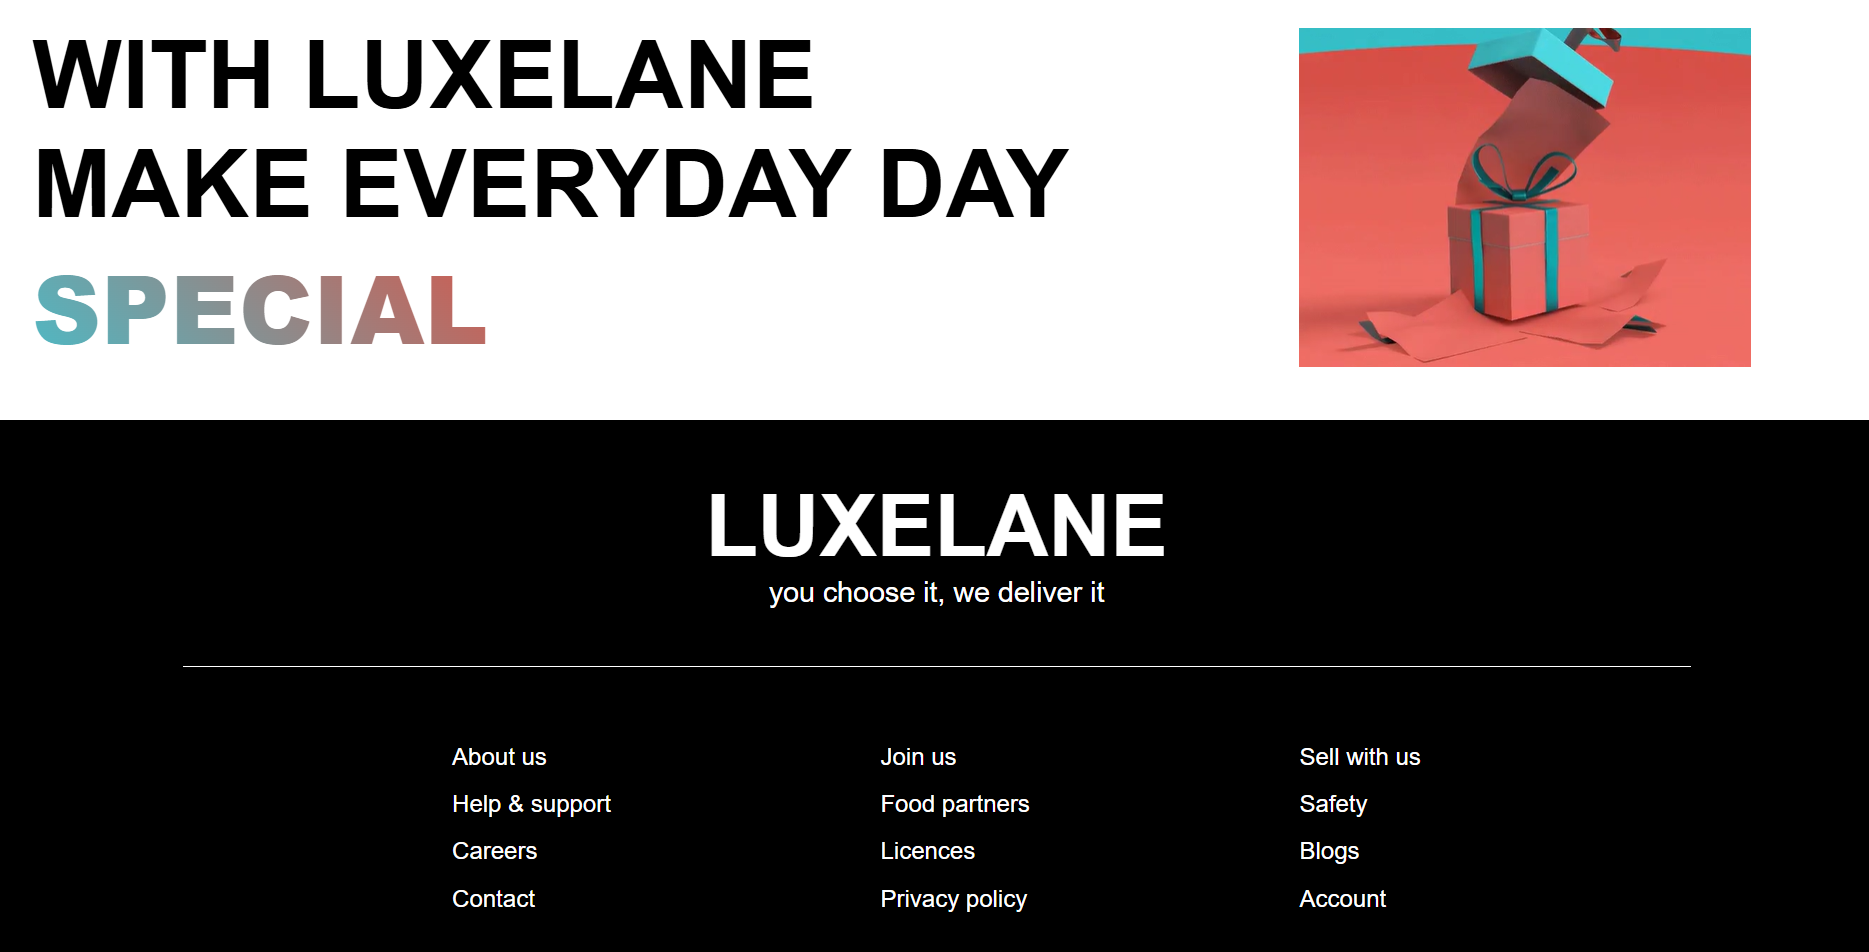 WITH LUXELANE
MAKE EVERYDAY DAY
SPECIAL
LUXELANE
you choose it, we deliver it
About us
Join us
Sell with us
Help & support
Food partners
Safety
Careers
Licences
Blogs
Contact
Privacy policy
Account